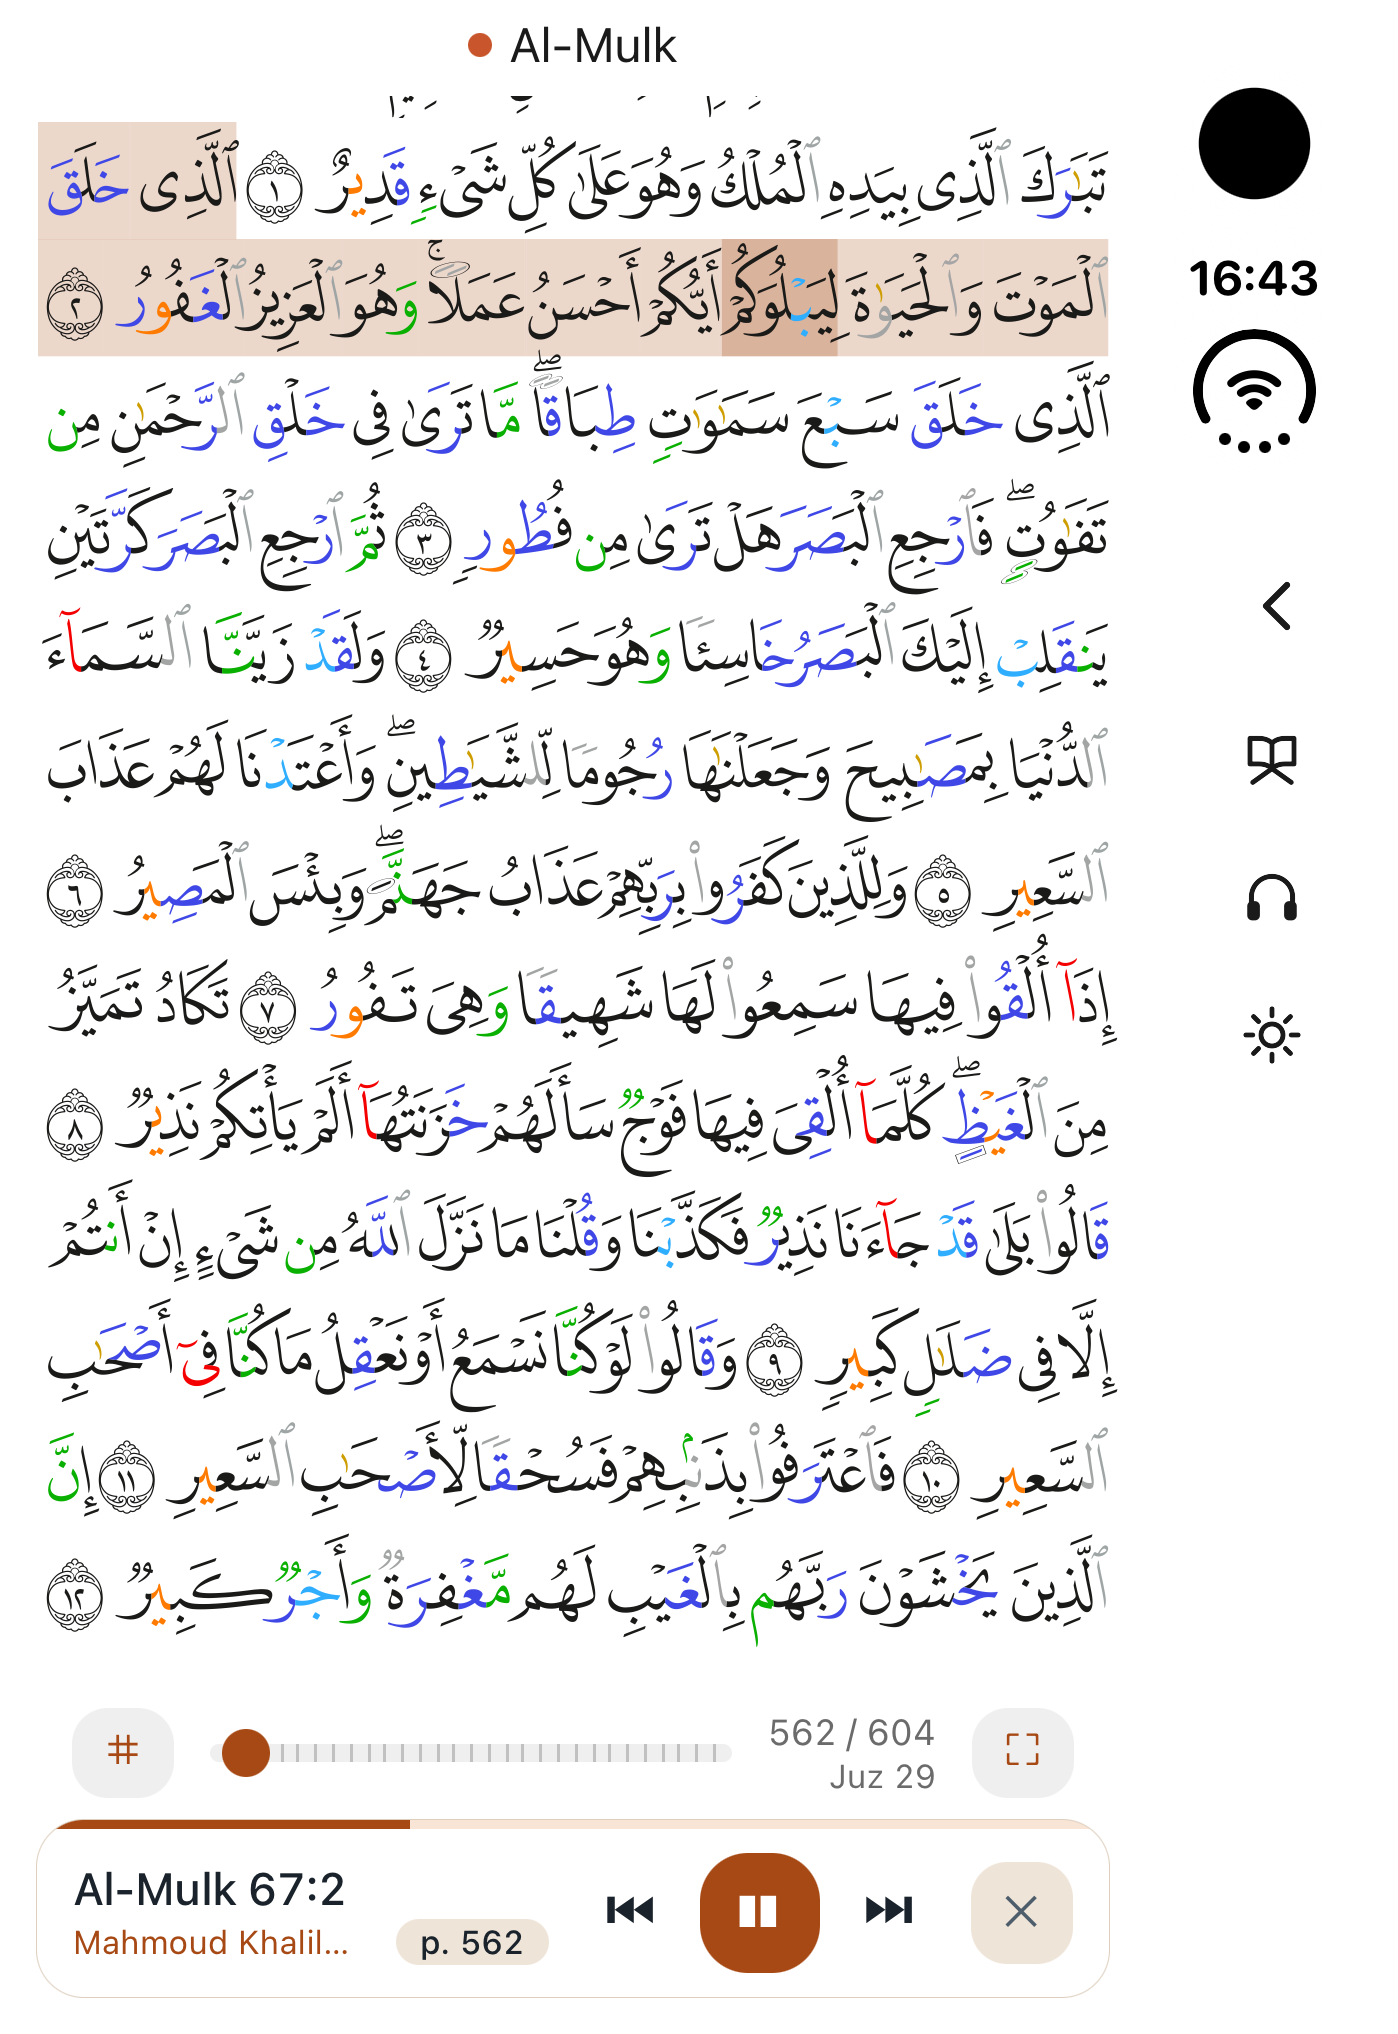 Al-Mulk
تَبَـٰرَكَ ٱلَّذِى بِيَدِهِ ٱلْمُلْكُ وَهُوَ عَلَىٰ كُلِّ شَىْءٍ قَدِيرٌ ١ ٱلَّذِى خَلَقَ
ٱلْمَوْتَ وَٱلْحَيَوٰةَ لِيَبْلُوَكُمْ أَيُّكُمْ أَحْسَنُ عَمَلًا ۚ وَهُوَ ٱلْعَزِيزُ ٱلْغَفُورُ ٢
ٱلَّذِى خَلَقَ سَبْعَ سَمَـٰوَٰتٍ طِبَاقًا ۖ مَّا تَرَىٰ فِى خَلْقِ ٱلرَّحْمَـٰنِ مِن
تَفَـٰوُتٍ ۖ فَٱرْجِعِ ٱلْبَصَرَ هَلْ تَرَىٰ مِن فُطُورٍ ٣ ثُمَّ ٱرْجِعِ ٱلْبَصَرَ كَرَّتَيْنِ
يَنقَلِبْ إِلَيْكَ ٱلْبَصَرُ خَاسِئًا وَهُوَ حَسِيرٌ ٤ وَلَقَدْ زَيَّنَّا ٱلسَّمَآءَ
ٱلدُّنْيَا بِمَصَـٰبِيحَ وَجَعَلْنَـٰهَا رُجُومًا لِّلشَّيَـٰطِينِ ۖ وَأَعْتَدْنَا لَهُمْ عَذَابَ
ٱلسَّعِيرِ ٥ وَلِلَّذِينَ كَفَرُوا۟ بِرَبِّهِمْ عَذَابُ جَهَنَّمَ ۖ وَبِئْسَ ٱلْمَصِيرُ ٦
إِذَآ أُلْقُوا۟ فِيهَا سَمِعُوا۟ لَهَا شَهِيقًا وَهِىَ تَفُورُ ٧ تَكَادُ تَمَيَّزُ
مِنَ ٱلْغَيْظِ ۖ كُلَّمَآ أُلْقِىَ فِيهَا فَوْجٌ سَأَلَهُمْ خَزَنَتُهَآ أَلَمْ يَأْتِكُمْ نَذِيرٌ ٨
قَالُوا۟ بَلَىٰ قَدْ جَآءَنَا نَذِيرٌ فَكَذَّبْنَا وَقُلْنَا مَا نَزَّلَ ٱللَّهُ مِن شَىْءٍ إِنْ أَنتُمْ
إِلَّا فِى ضَلَـٰلٍ كَبِيرٍ ٩ وَقَالُوا۟ لَوْ كُنَّا نَسْمَعُ أَوْ نَعْقِلُ مَا كُنَّا فِىٓ أَصْحَـٰبِ
ٱلسَّعِيرِ ١٠ فَٱعْتَرَفُوا۟ بِذَنۢبِهِمْ فَسُحْقًا لِّأَصْحَـٰبِ ٱلسَّعِيرِ ١١ إِنَّ
ٱلَّذِينَ يَخْشَوْنَ رَبَّهُم بِٱلْغَيْبِ لَهُم مَّغْفِرَةٌ وَأَجْرٌ كَبِيرٌ ١٢
562 / 604
Juz 29
Al-Mulk 67:2
Mahmoud Khalil...
p. 562
16:43